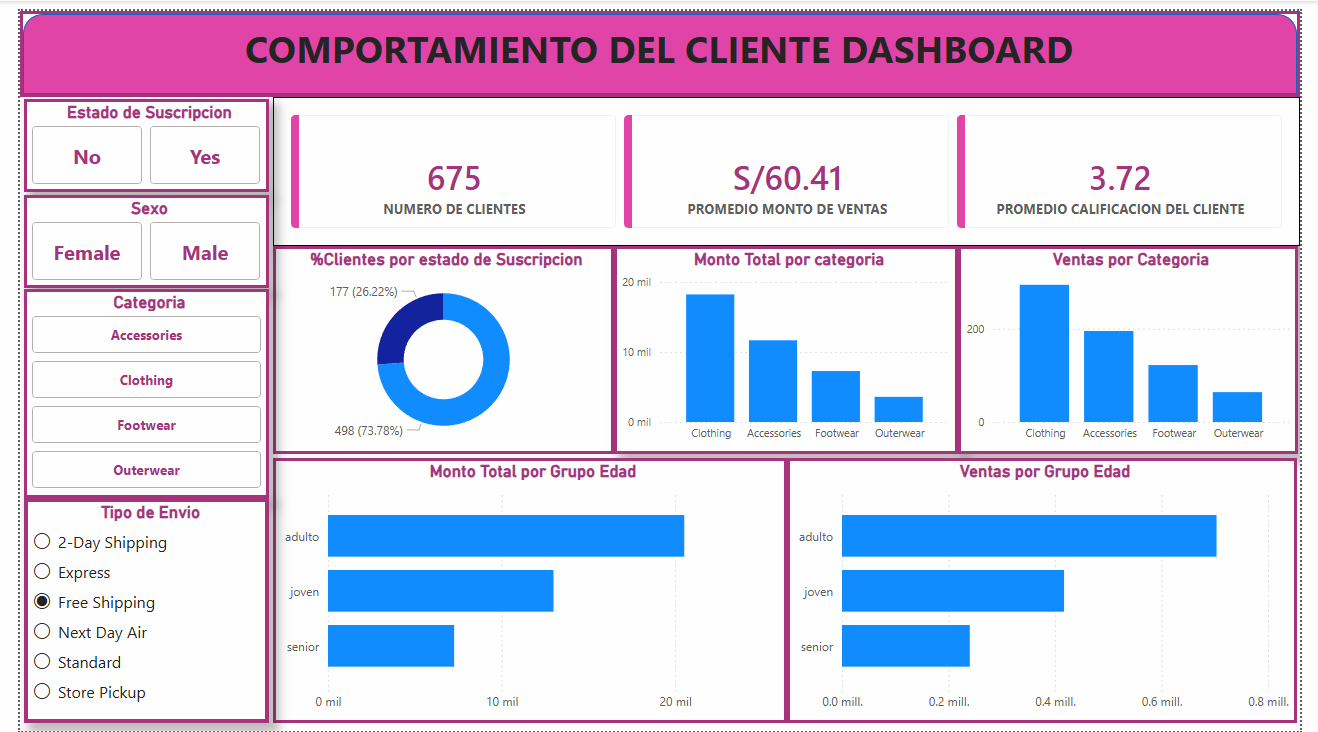 COMPORTAMIENTO DEL CLIENTE DASHBOARD
Estado de Suscripcion
No
Yes
Sexo
Female
Male
Categoria
Accessories
Clothing
Footwear
Outerwear
Tipo de Envio
2-Day Shipping
Express
Free Shipping
Next Day Air
Standard
Store Pickup
675
NUMERO DE CLIENTES
S/60.41
PROMEDIO MONTO DE VENTAS
3.72
PROMEDIO CALIFICACION DEL CLIENTE
%Clientes por estado de Suscripcion
177 (26.22%)
498 (73.78%)
Monto Total por categoria
20 mil
10 mil
0 mil
Clothing
Accessories
Footwear
Outerwear
Ventas por Categoria
200
0
Clothing
Accessories
Footwear
Outerwear
Monto Total por Grupo Edad
adulto
joven
senior
0 mil
10 mil
20 mil
Ventas por Grupo Edad
adulto
joven
senior
0.0 mill.
0.2 mill.
0.4 mill.
0.6 mill.
0.8 mill.